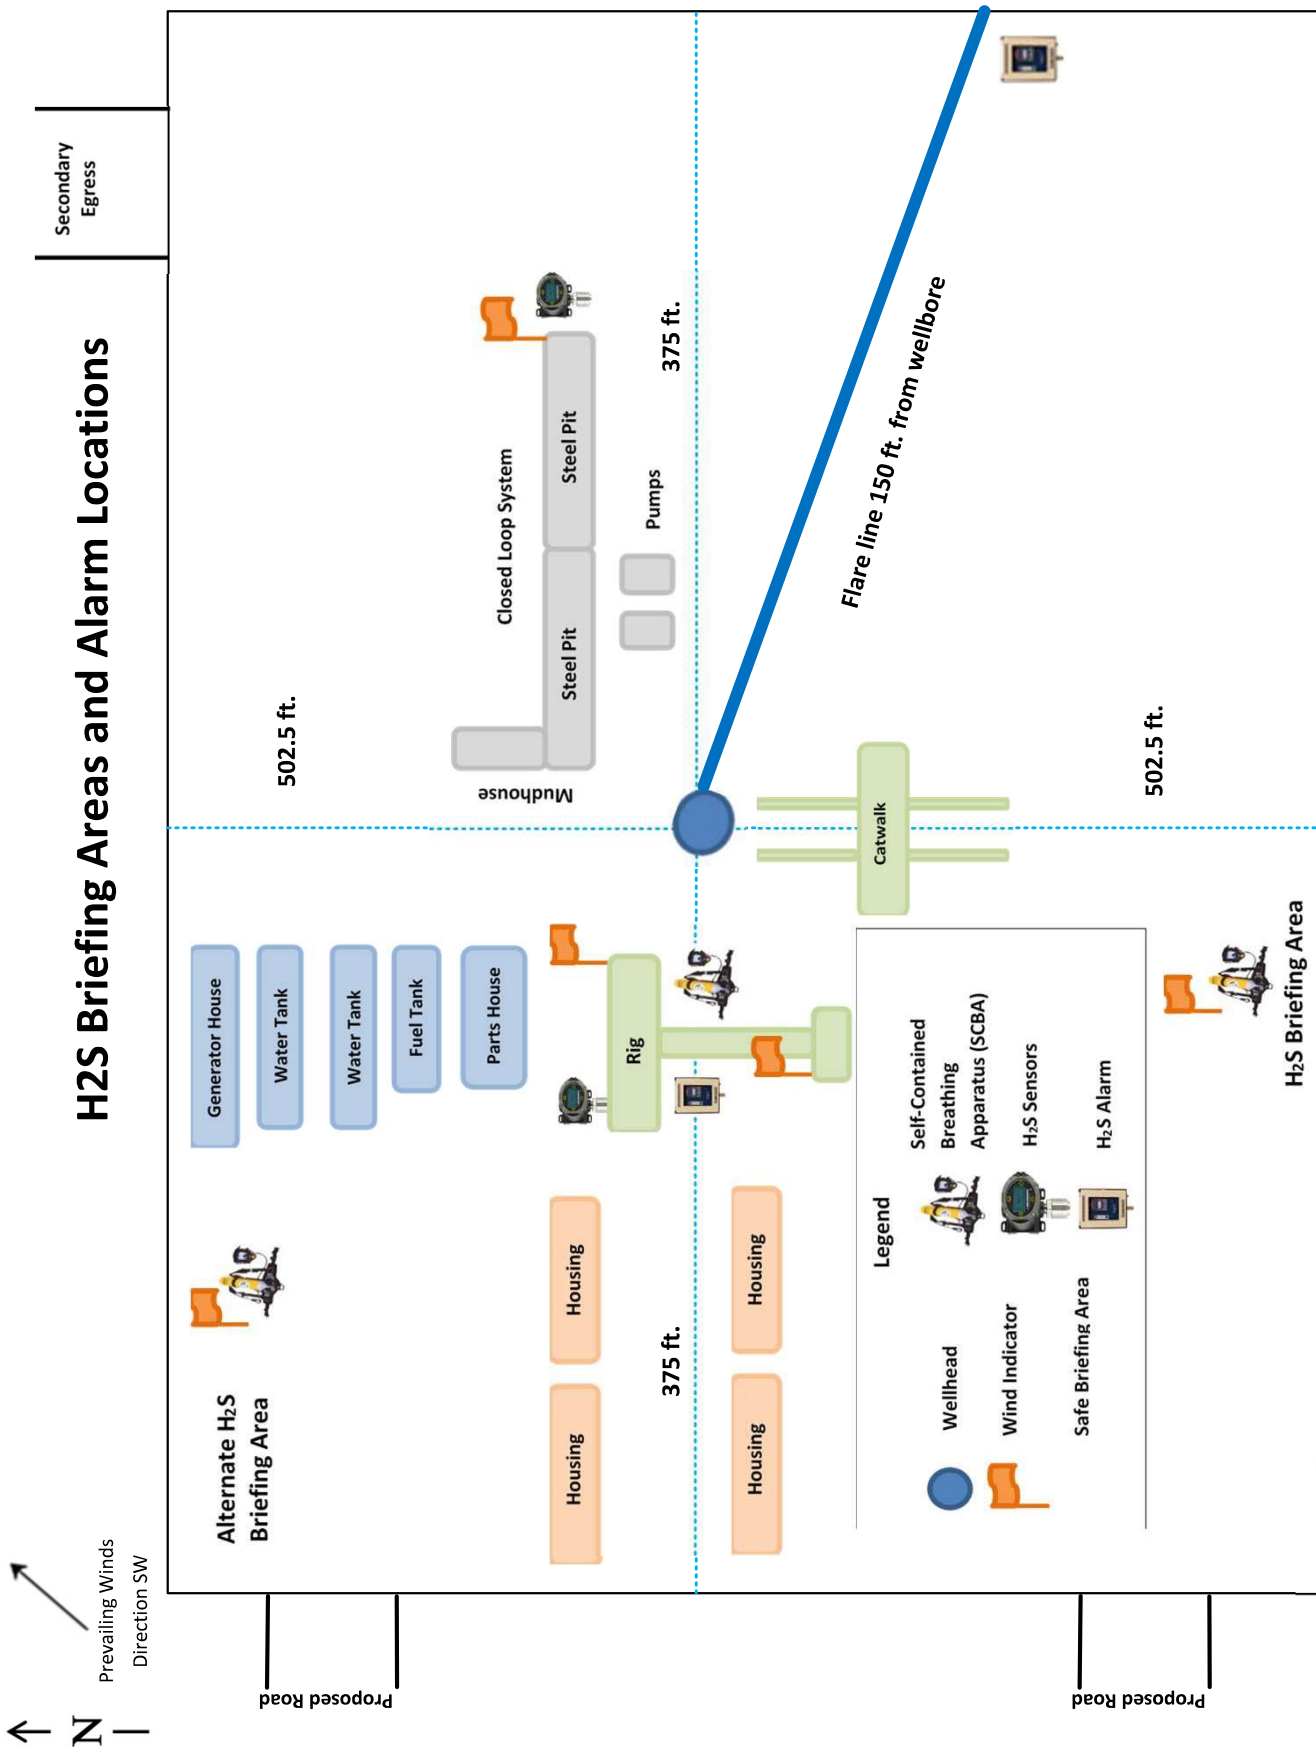 H2S Briefing Areas and Alarm Locations
N
Prevailing Winds
Direction SW
Secondary
Egress
Proposed Road
Alternate H₂S
Briefing Area
Generator House
Water Tank
Water Tank
Fuel Tank
Parts House
502.5 ft.
Closed Loop System
Mudhouse
Steel Pit
Steel Pit
Pumps
Housing
Housing
Rig
375 ft.
375 ft.
Housing
Housing
Flare line 150 ft. from wellbore
Catwalk
Legend
Wellhead
Wind Indicator
Safe Briefing Area
Self-Contained
Breathing
Apparatus (SCBA)
H₂S Sensors
H₂S Alarm
502.5 ft.
Proposed Road
H₂S Briefing Area